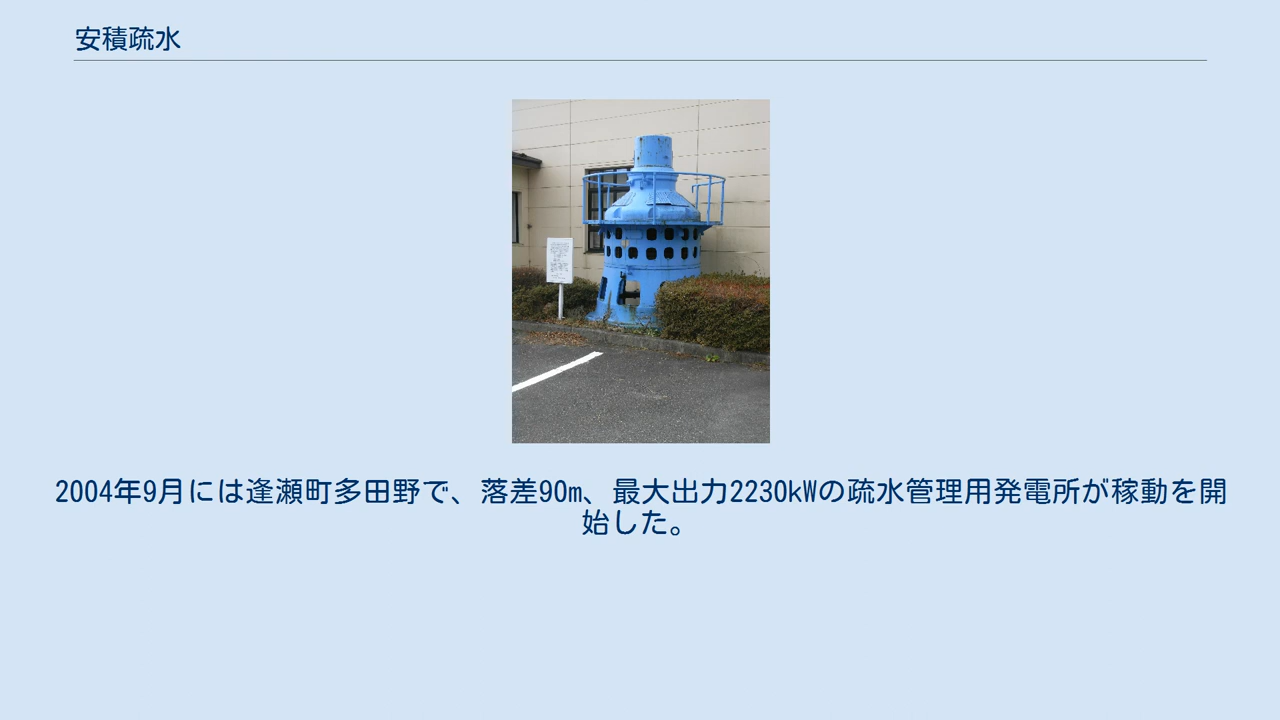 安積疏水
2004年9月には逢瀬町多田野で、落差90m、最大出力2230kWの疏水管理用発電所が稼動を開
始した。